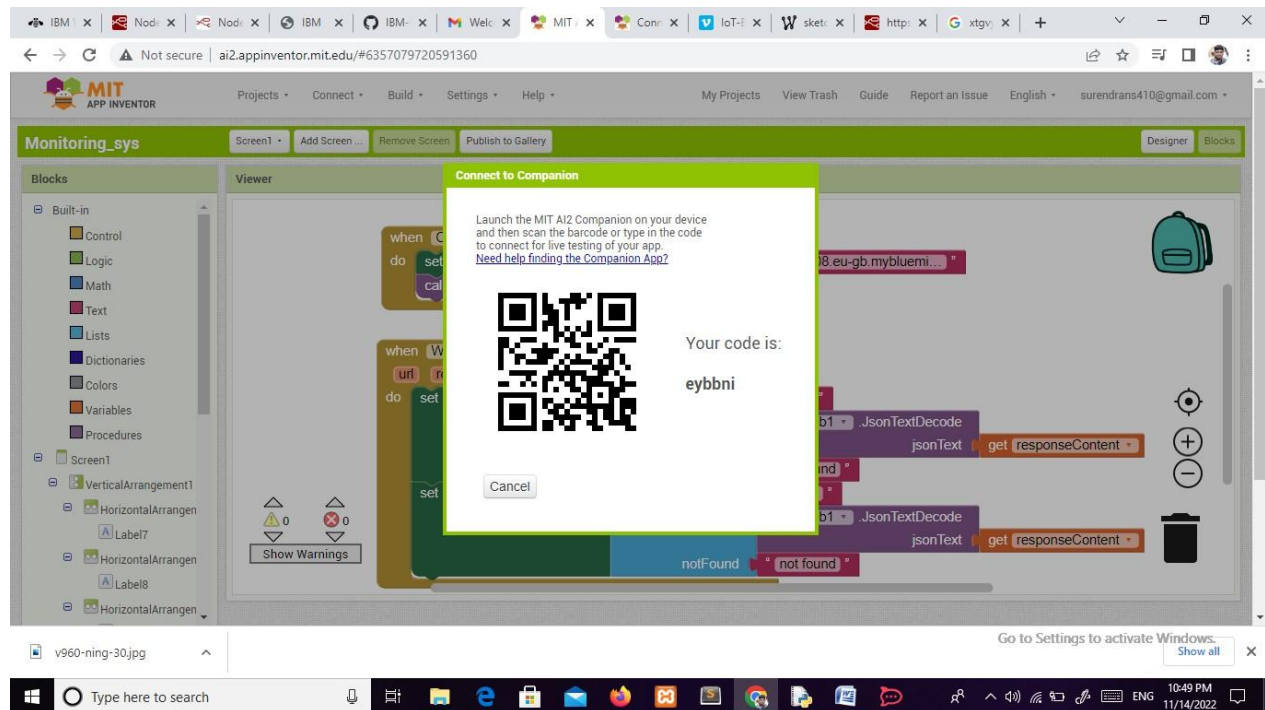 IBM
Node
Node
IBM
IBM-
Welc
MIT
Conn
IoT-E
sketc
http:
xtgv
Not secure | ai2.appinventor.mit.edu/#6357079720591360
MIT
APP INVENTOR
Projects Connect Build Settings Help My Projects View Trash Guide Report an Issue English surendrans410@gmail.com
Monitoring_sys Screen1 Add Screen ... Remove Screen Publish to Gallery Designer Blocks
Blocks Viewer
Connect to Companion
Launch the MIT AI2 Companion on your device
and then scan the barcode or type in the code
to connect for live testing of your app.
Need help finding the Companion App?
Your code is:
eybbni
Cancel
Built-in
Control
Logic
Math
Text
Lists
Dictionaries
Colors
Variables
Procedures
Screen1
VerticalArrangement1
HorizontalArrangen
Label7
HorizontalArrangen
Label8
HorizontalArrangen
when
do set
8.eu-gb.mybluemi... "
when
url
do set
b1 .JsonTextDecode
jsonText get responseContent
set
b1 .JsonTextDecode
jsonText get responseContent
notFound " not found "
0 0
Show Warnings
Go to Settings to activate Windows.
v960-ning-30.jpg Show all
Type here to search ENG 10:49 PM
11/14/2022